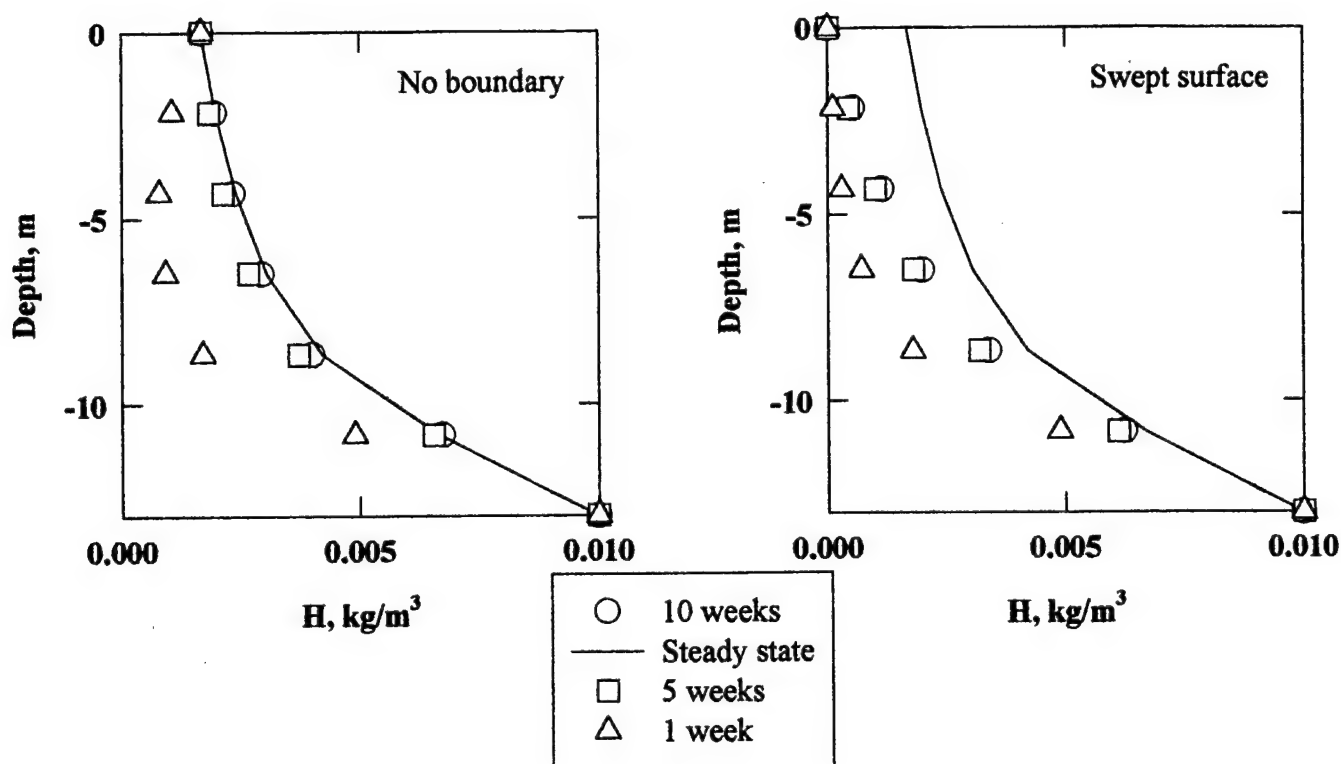 No boundary
0
-5
-10
Depth, m
0.000
0.005
0.010
H, kg/m³
Swept surface
0
-5
-10
Depth, m
0.000
0.005
0.010
H, kg/m³
10 weeks
Steady state
5 weeks
1 week